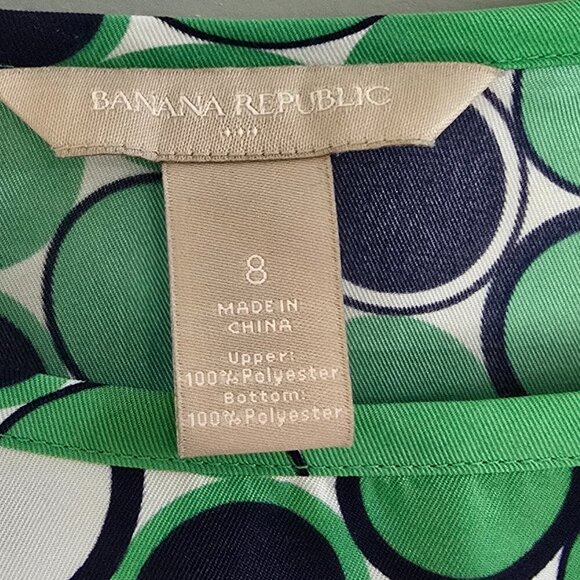 BANANA REPUBLIC
8
MADE IN
CHINA
Upper:
100% Polyester
Bottom:
100% Polyester